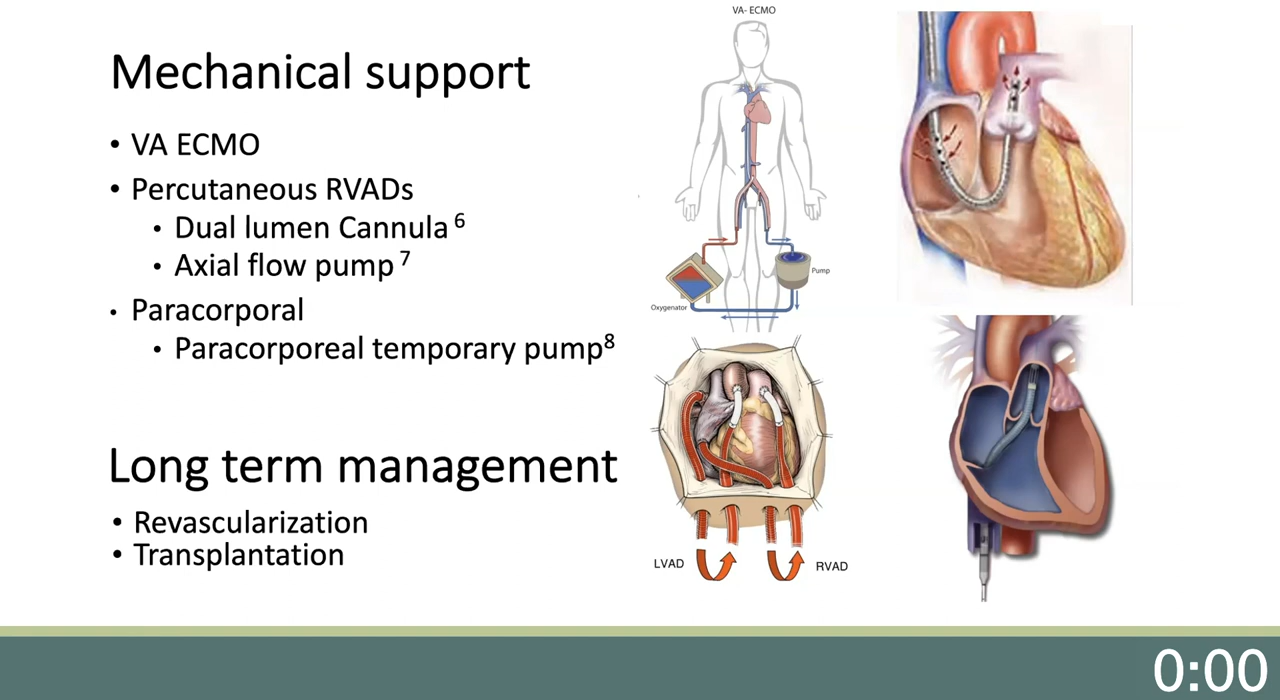 Mechanical support
• VA ECMO
• Percutaneous RVADs
• Dual lumen Cannula 6
• Axial flow pump 7
• Paracorporal
• Paracorporeal temporary pump8
Long term management
• Revascularization
• Transplantation
VA- ECMO
Pump
Oxygenator
LVAD
RVAD
0:00